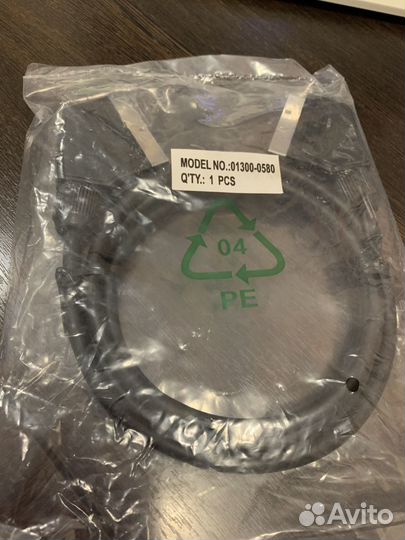 MODEL NO.:01300-0580
Q'TY.: 1 PCS
04
PE
Avito